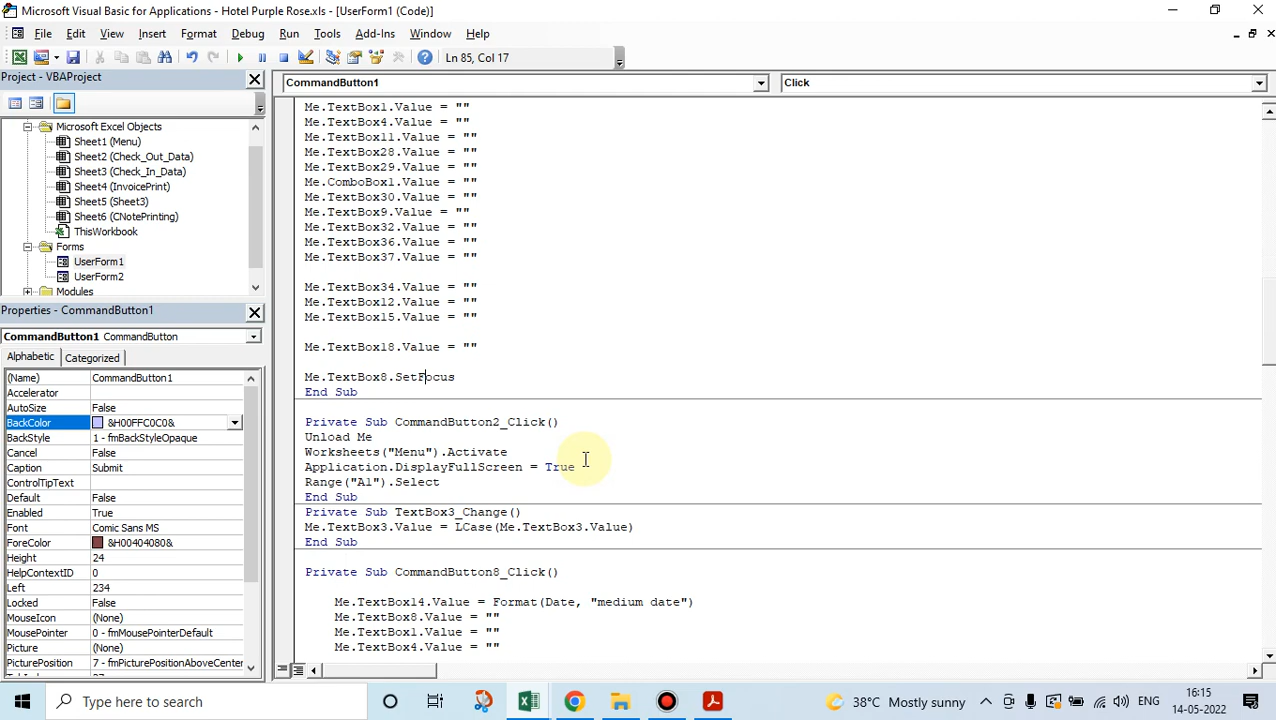 Microsoft Visual Basic for Applications - Hotel Purple Rose.xls - [UserForm1 (Code)]
File Edit View Insert Format Debug Run Tools Add-Ins Window Help
Ln 85, Col 17
Project - VBAProject
CommandButton1
Click
Microsoft Excel Objects
Sheet1 (Menu)
Sheet2 (Check_Out_Data)
Sheet3 (Check_In_Data)
Sheet4 (InvoicePrint)
Sheet5 (Sheet3)
Sheet6 (CNotePrinting)
ThisWorkbook
Forms
UserForm1
UserForm2
Modules
Properties - CommandButton1
CommandButton1 CommandButton
Alphabetic Categorized
(Name) CommandButton1
Accelerator
AutoSize False
BackColor &H00FFC0C0&
BackStyle 1 - fmBackStyleOpaque
Cancel False
Caption Submit
ControlTipText
Default False
Enabled True
Font Comic Sans MS
ForeColor &H00404080&
Height 24
HelpContextID 0
Left 234
Locked False
MouseIcon (None)
MousePointer 0 - fmMousePointerDefault
Picture (None)
PicturePosition 7 - fmPicturePositionAboveCenter
Me.TextBox1.Value = ""
Me.TextBox4.Value = ""
Me.TextBox11.Value = ""
Me.TextBox28.Value = ""
Me.TextBox29.Value = ""
Me.ComboBox1.Value = ""
Me.TextBox30.Value = ""
Me.TextBox9.Value = ""
Me.TextBox32.Value = ""
Me.TextBox36.Value = ""
Me.TextBox37.Value = ""
Me.TextBox34.Value = ""
Me.TextBox12.Value = ""
Me.TextBox15.Value = ""
Me.TextBox18.Value = ""
Me.TextBox8.SetFocus
End Sub
Private Sub CommandButton2_Click()
Unload Me
Worksheets("Menu").Activate
Application.DisplayFullScreen = True
Range("A1").Select
End Sub
Private Sub TextBox3_Change()
Me.TextBox3.Value = LCase(Me.TextBox3.Value)
End Sub
Private Sub CommandButton8_Click()
Me.TextBox14.Value = Format(Date, "medium date")
Me.TextBox8.Value = ""
Me.TextBox1.Value = ""
Me.TextBox4.Value = ""
Type here to search
38°C Mostly sunny
ENG
16:15
14-05-2022